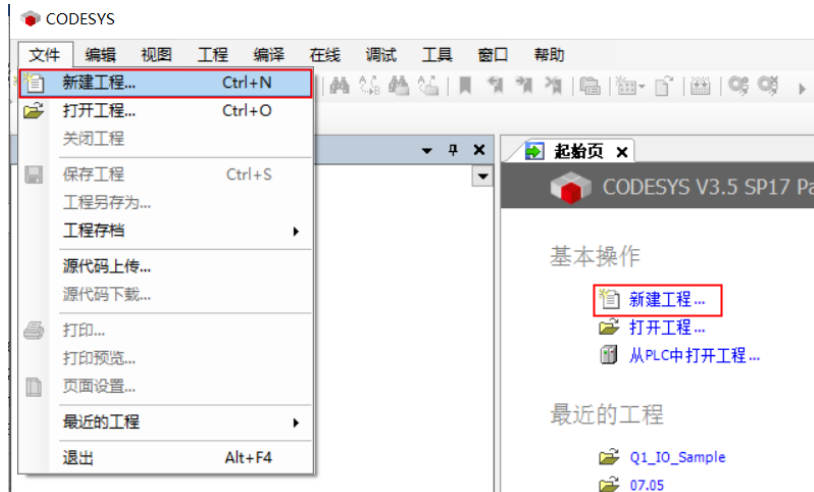 CODESYS
文件 编辑 视图 工程 编译 在线 调试 工具 窗口 帮助
新建工程... Ctrl+N
打开工程... Ctrl+O
关闭工程
保存工程 Ctrl+S
工程另存为...
工程存档
源代码上传...
源代码下载...
打印...
打印预览...
页面设置...
最近的工程
退出 Alt+F4
起始页
CODESYS V3.5 SP17 Pa
基本操作
新建工程...
打开工程...
从PLC中打开工程...
最近的工程
Q1_IO_Sample
07.05